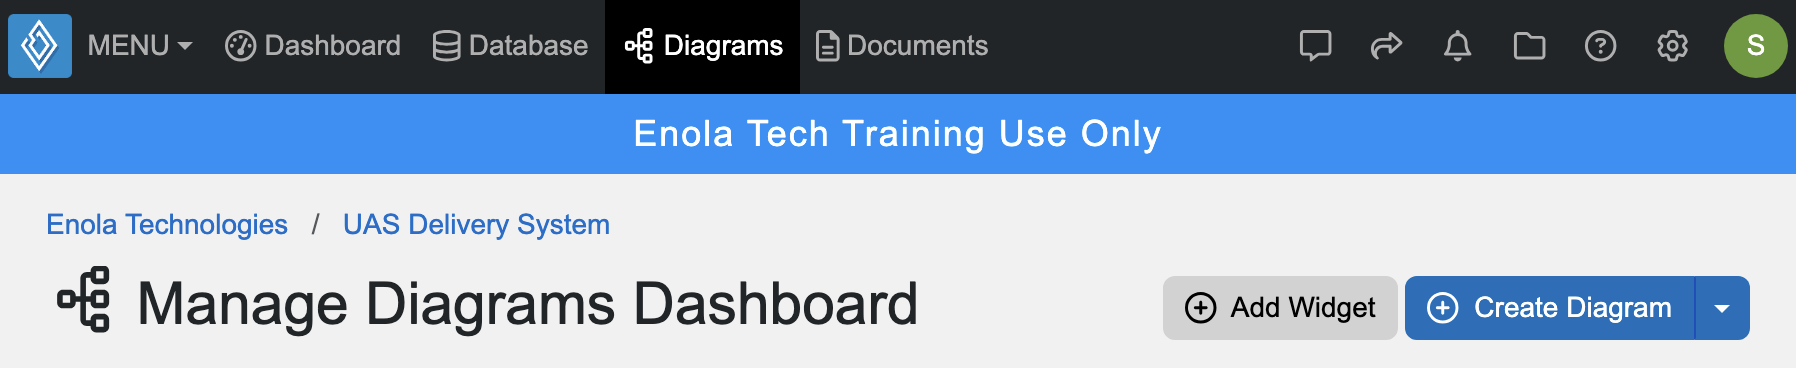 MENU Dashboard Database Diagrams Documents ? S
Enola Tech Training Use Only
Enola Technologies / UAS Delivery System
Manage Diagrams Dashboard Add Widget Create Diagram